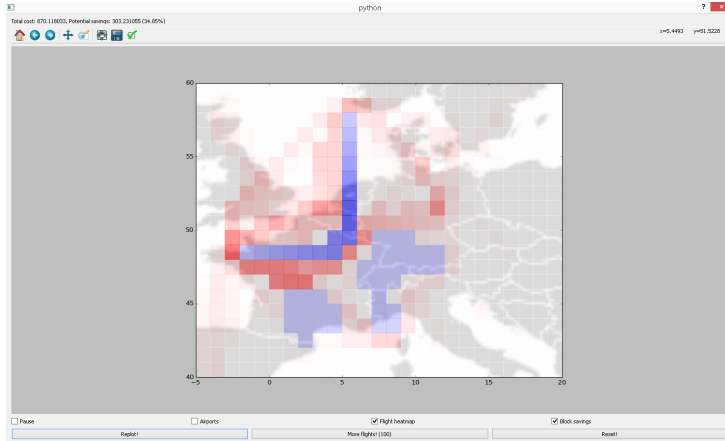 python
?
Total cost: 870.118033, Potential savings: 303.231055 (34.85%)
x=5.4493 y=51.5228
60
55
50
45
40
−5 0 5 10 15 20
Pause Airports Flight heatmap Block savings
Replot! More flights! (100) Reset!